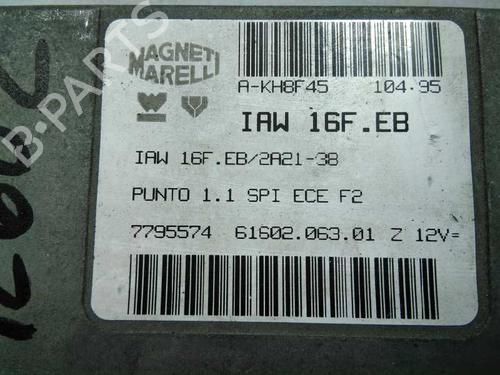 MAGNETI
MARELLI
A-KH8F45 104-95
IAW 16F.EB
IAW 16F.EB/2A21-38
PUNTO 1.1 SPI ECE F2
7795574 61602.063.01 Z 12V=
B-PARTS